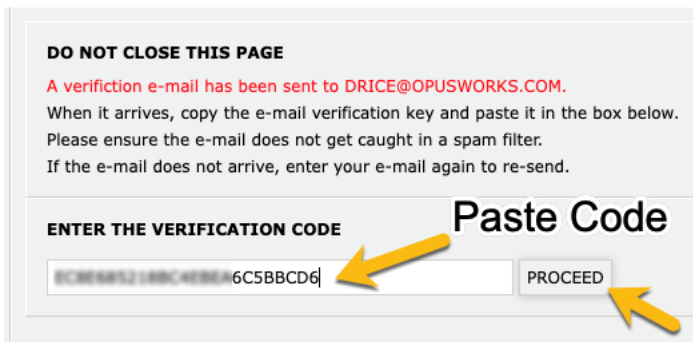 DO NOT CLOSE THIS PAGE
A verifiction e-mail has been sent to DRICE@OPUSWORKS.COM.
When it arrives, copy the e-mail verification key and paste it in the box below.
Please ensure the e-mail does not get caught in a spam filter.
If the e-mail does not arrive, enter your e-mail again to re-send.
Paste Code
ENTER THE VERIFICATION CODE
6C5BBCD6
PROCEED